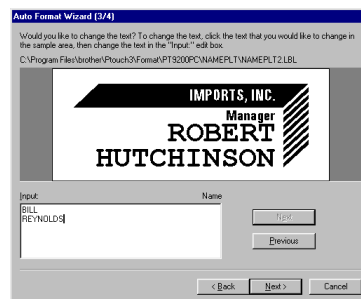 Auto Format Wizard (3/4)
Would you like to change the text? To change the text, click the text that you would like to change in
the sample area, then change the text in the "Input:" edit box.
C:\Program Files\brother\Ptouch3\Format\PT9200PC\NAMEPLT\NAMEPLT2.LBL
IMPORTS, INC.
Manager
ROBERT
HUTCHINSON
Input: Name
BILL
REYNOLDS
Next
Previous
< Back Next > Cancel